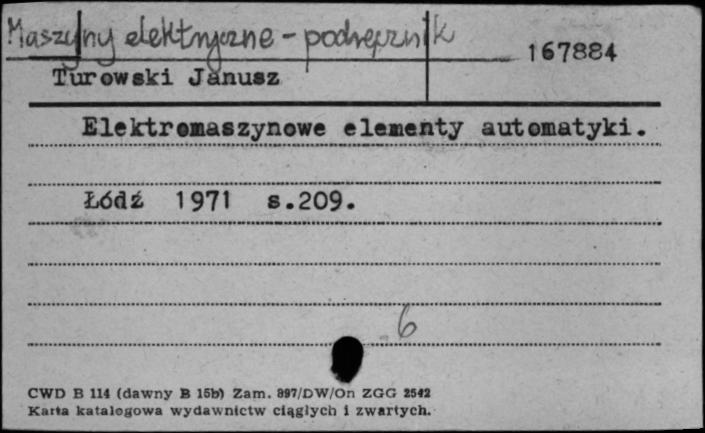 Maszyny elektryczne - podręcznik
167884
Turowski Janusz
Elektromaszynowe elementy automatyki.
Łódź 1971 s.209.
6
CWD B 114 (dawny B 15b) Zam. 897/DW/On ZGG 2542
Karta katalogowa wydawnictw ciągłych i zwartych.